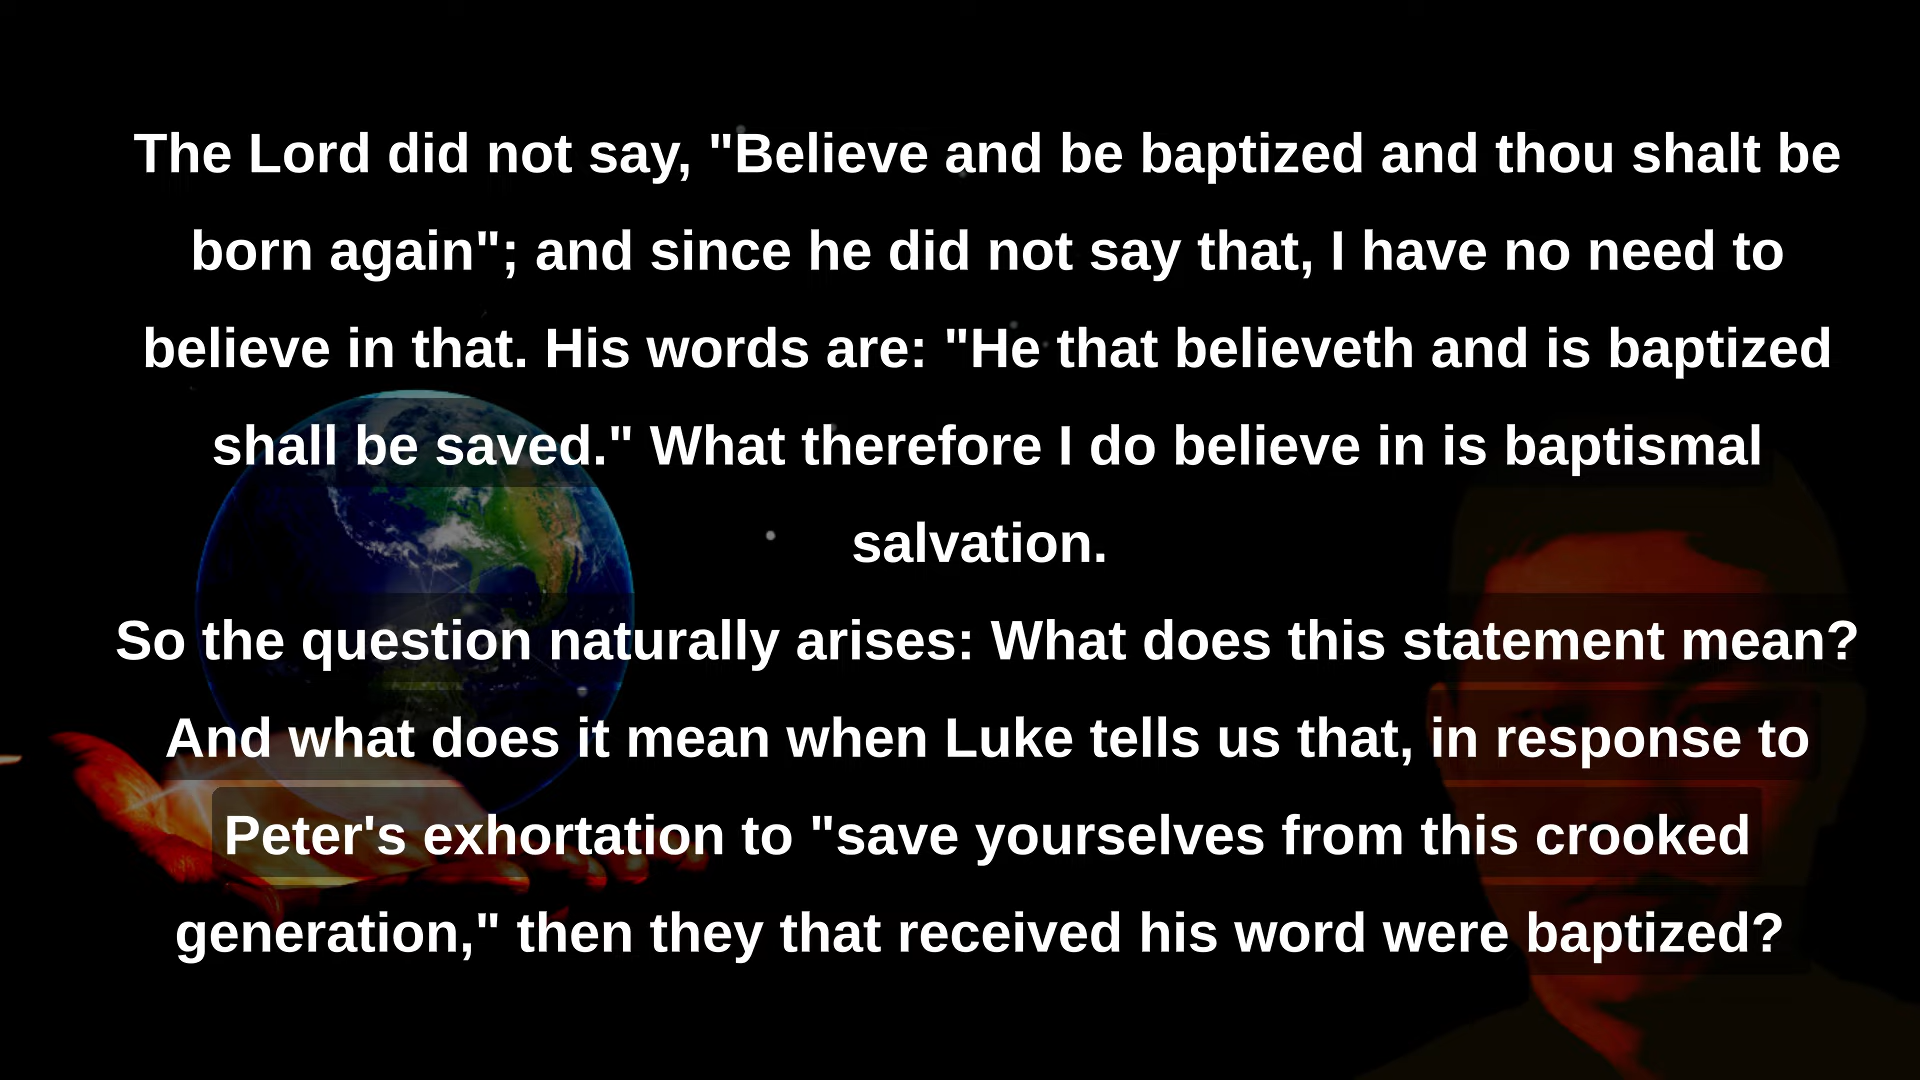 The Lord did not say, "Believe and be baptized and thou shalt be
born again"; and since he did not say that, I have no need to
believe in that. His words are: "He that believeth and is baptized
shall be saved." What therefore I do believe in is baptismal
salvation.
So the question naturally arises: What does this statement mean?
And what does it mean when Luke tells us that, in response to
Peter's exhortation to "save yourselves from this crooked
generation," then they that received his word were baptized?